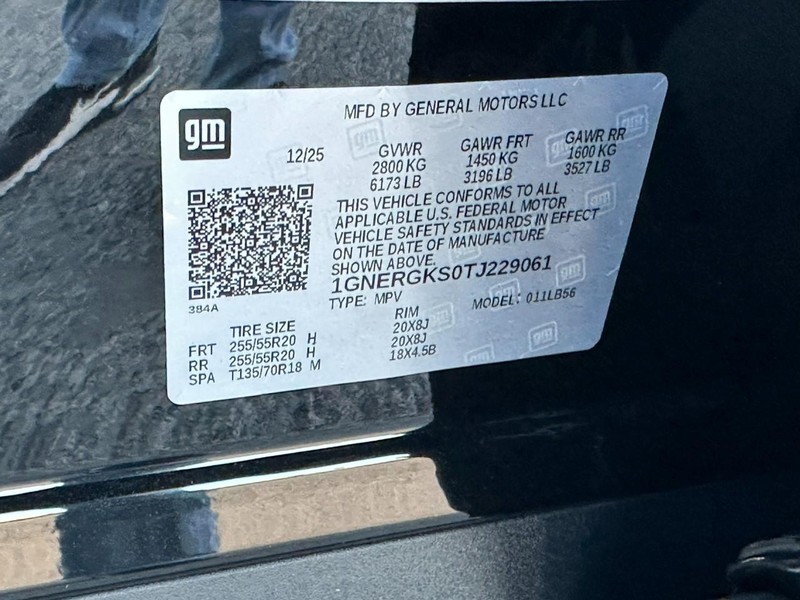 MFD BY GENERAL MOTORS LLC
gm
12/25
GVWR GAWR FRT GAWR RR
2800 KG 1450 KG 1600 KG
6173 LB 3196 LB 3527 LB
THIS VEHICLE CONFORMS TO ALL
APPLICABLE U.S. FEDERAL MOTOR
VEHICLE SAFETY STANDARDS IN EFFECT
ON THE DATE OF MANUFACTURE
SHOWN ABOVE.
1GNERGKS0TJ229061
TYPE: MPV MODEL: 011LB56
384A
TIRE SIZE RIM
FRT 255/55R20 H 20X8J
RR 255/55R20 H 20X8J
SPA T135/70R18 M 18X4.5B